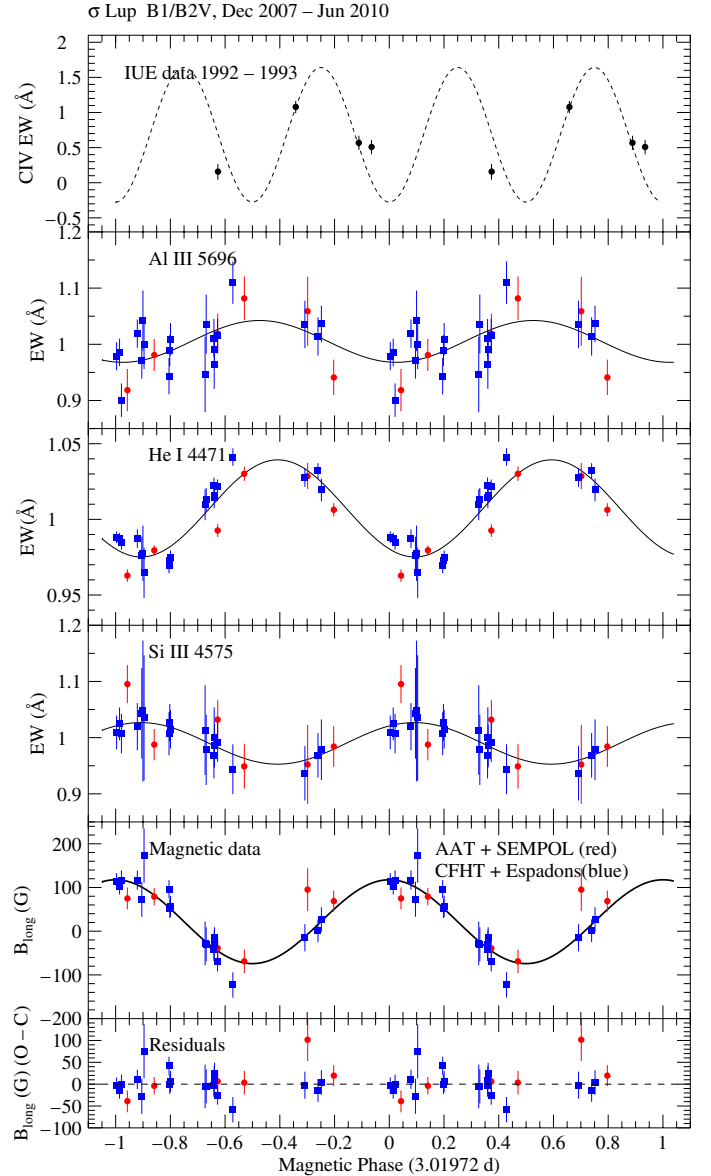 σ Lup B1/B2V, Dec 2007 – Jun 2010
2
1.5
1
0.5
0
−0.5
CIV EW (Å)
IUE data 1992 – 1993
1.2
1.1
1
0.9
EW (Å)
Al III 5696
1.05
1
0.95
EW(Å)
He I 4471
1.2
1.1
1
0.9
EW (Å)
Si III 4575
200
100
0
−100
−200
B_long (G)
Magnetic data
AAT + SEMPOL (red)
CFHT + Espadons(blue)
100
50
0
−50
−100
B_long (G) (O − C)
Residuals
−1 −0.8 −0.6 −0.4 −0.2 0 0.2 0.4 0.6 0.8 1
Magnetic Phase (3.01972 d)